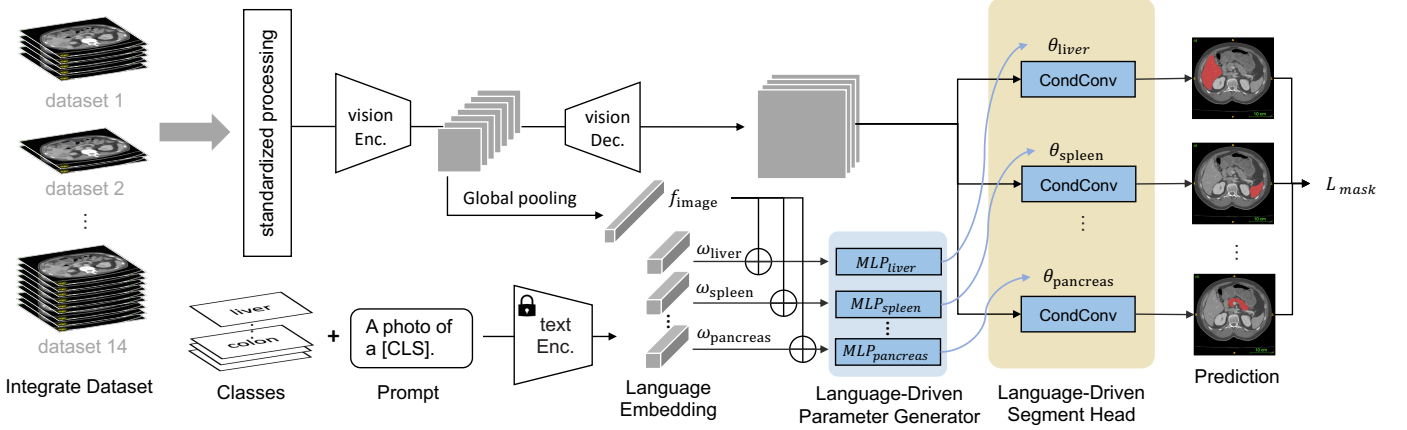 dataset 1
dataset 2
⋮
dataset 14
Integrate Dataset
standardized processing
vision
Enc.
vision
Dec.
Global pooling
f_image
liver
colon
Classes
+
A photo of
a [CLS].
Prompt
text
Enc.
ω_liver
ω_spleen
⋮
ω_pancreas
Language
Embedding
MLP_liver
MLP_spleen
⋮
MLP_pancreas
Language-Driven
Parameter Generator
θ_liver
CondConv
θ_spleen
CondConv
⋮
θ_pancreas
CondConv
Language-Driven
Segment Head
⋮
Prediction
L_mask